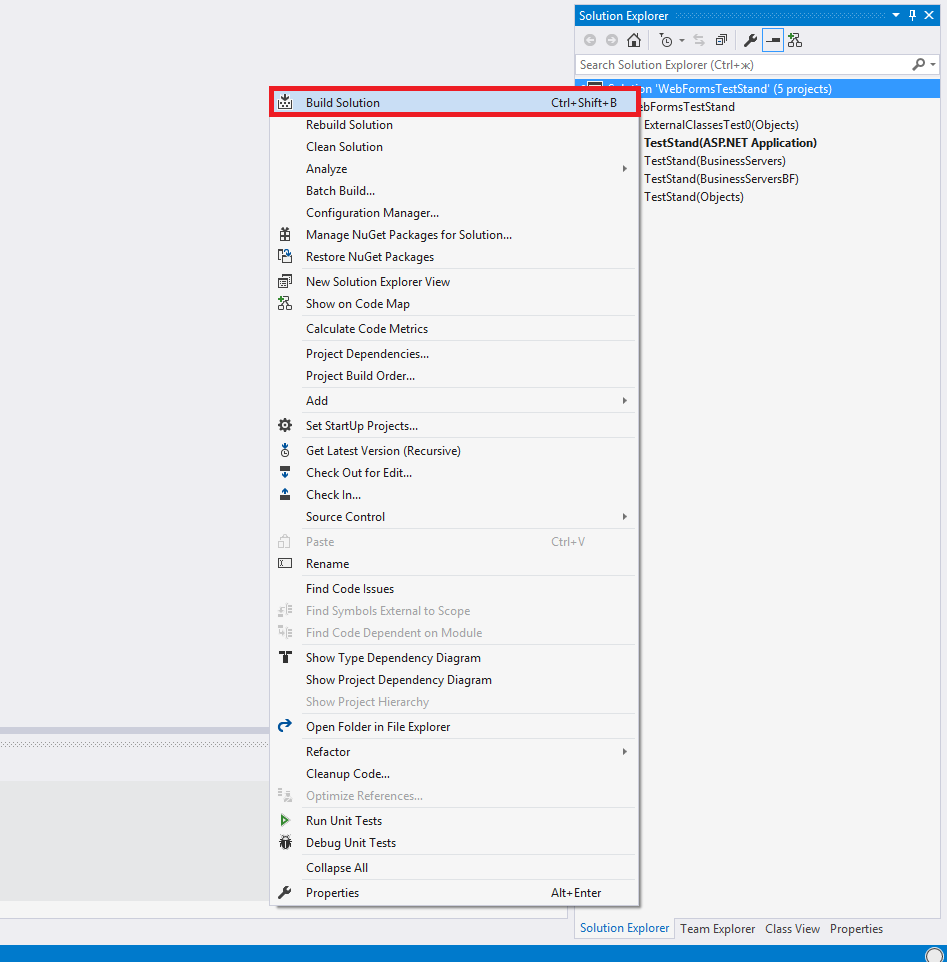 Solution Explorer
Search Solution Explorer (Ctrl+ж)
'WebFormsTestStand' (5 projects)
ExternalClassesTest0(Objects)
TestStand(ASP.NET Application)
TestStand(BusinessServers)
TestStand(BusinessServersBF)
TestStand(Objects)
Build Solution Ctrl+Shift+B
Rebuild Solution
Clean Solution
Analyze
Batch Build...
Configuration Manager...
Manage NuGet Packages for Solution...
Restore NuGet Packages
New Solution Explorer View
Show on Code Map
Calculate Code Metrics
Project Dependencies...
Project Build Order...
Add
Set StartUp Projects...
Get Latest Version (Recursive)
Check Out for Edit...
Check In...
Source Control
Paste Ctrl+V
Rename
Find Code Issues
Find Symbols External to Scope
Find Code Dependent on Module
Show Type Dependency Diagram
Show Project Dependency Diagram
Show Project Hierarchy
Open Folder in File Explorer
Refactor
Cleanup Code...
Optimize References...
Run Unit Tests
Debug Unit Tests
Collapse All
Properties Alt+Enter
Solution Explorer Team Explorer Class View Properties